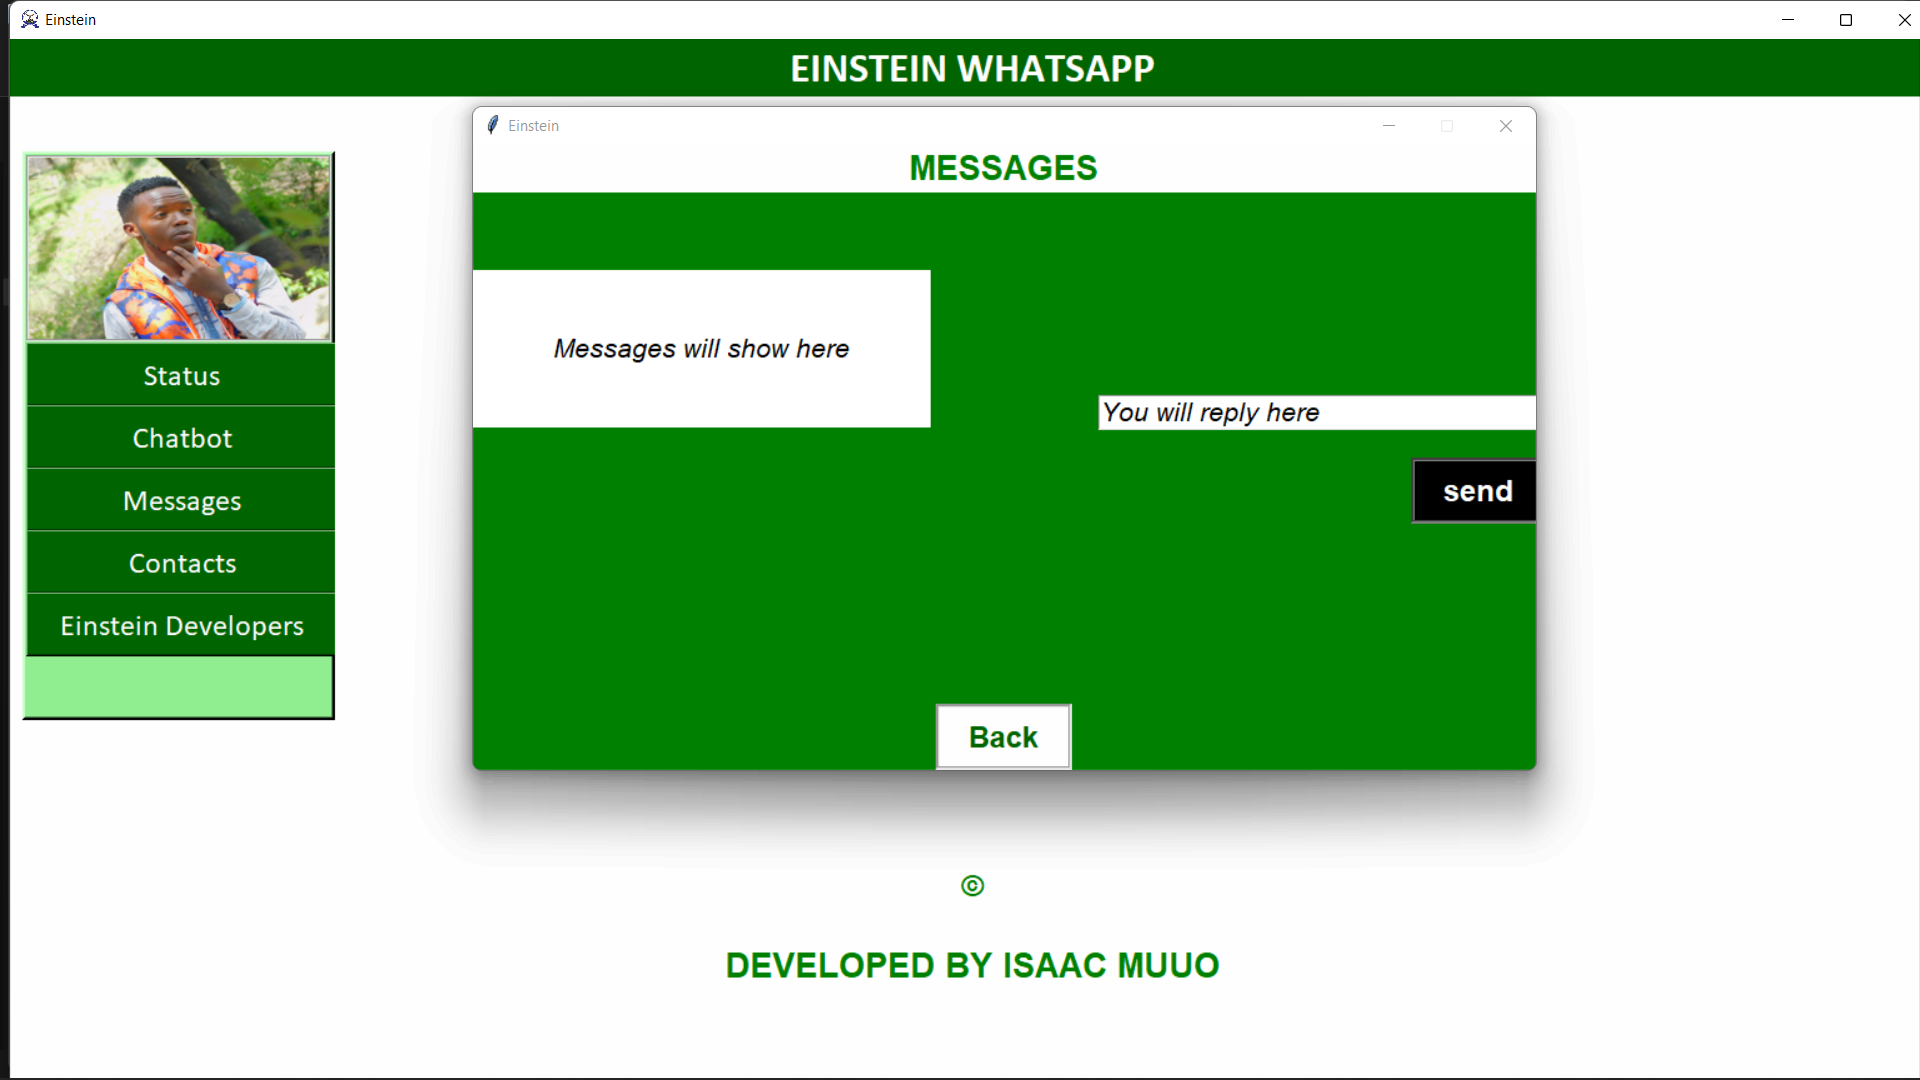 Einstein
EINSTEIN WHATSAPP
Einstein
MESSAGES
Messages will show here
You will reply here
send
Back
Status
Chatbot
Messages
Contacts
Einstein Developers
©
DEVELOPED BY ISAAC MUUO